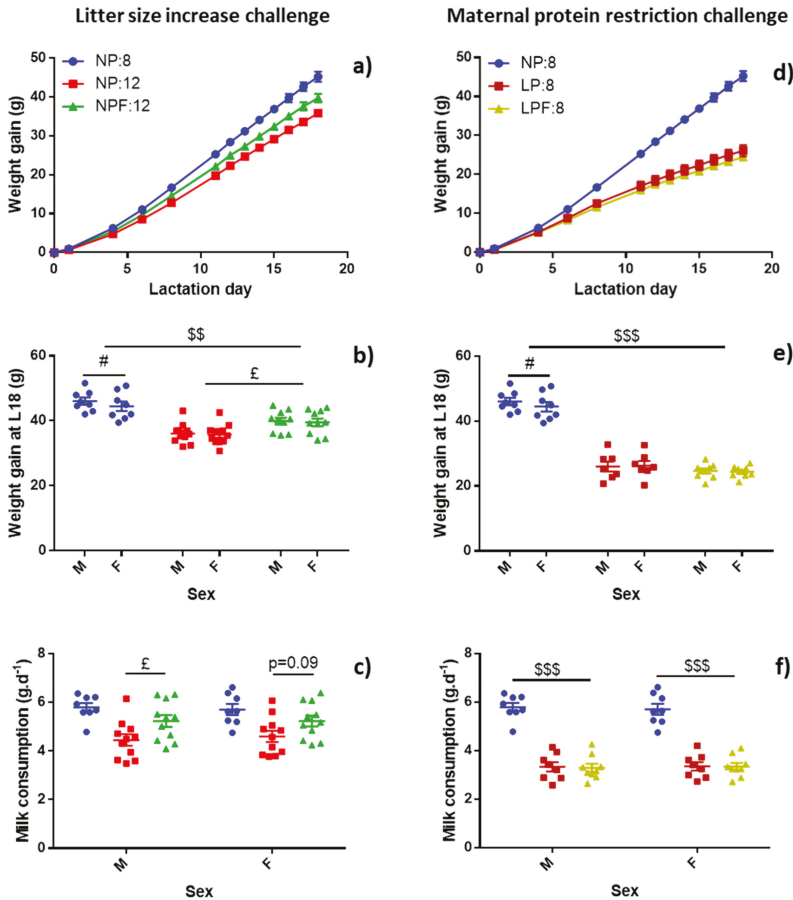 Litter size increase challenge
Maternal protein restriction challenge
a)
NP:8
NP:12
NPF:12
Weight gain (g)
50
40
30
20
10
0
0 5 10 15 20
Lactation day
d)
NP:8
LP:8
LPF:8
Weight gain (g)
50
40
30
20
10
0
0 5 10 15 20
Lactation day
b)
$$
#
£
Weight gain at L18 (g)
60
40
20
0
M F M F M F
Sex
e)
$$$
#
Weight gain at L18 (g)
60
40
20
0
M F M F M F
Sex
c)
£
p=0.09
Milk consumption (g.d-1)
8
6
4
2
0
M F
Sex
f)
$$$
$$$
Milk consumption (g.d-1)
8
6
4
2
0
M F
Sex